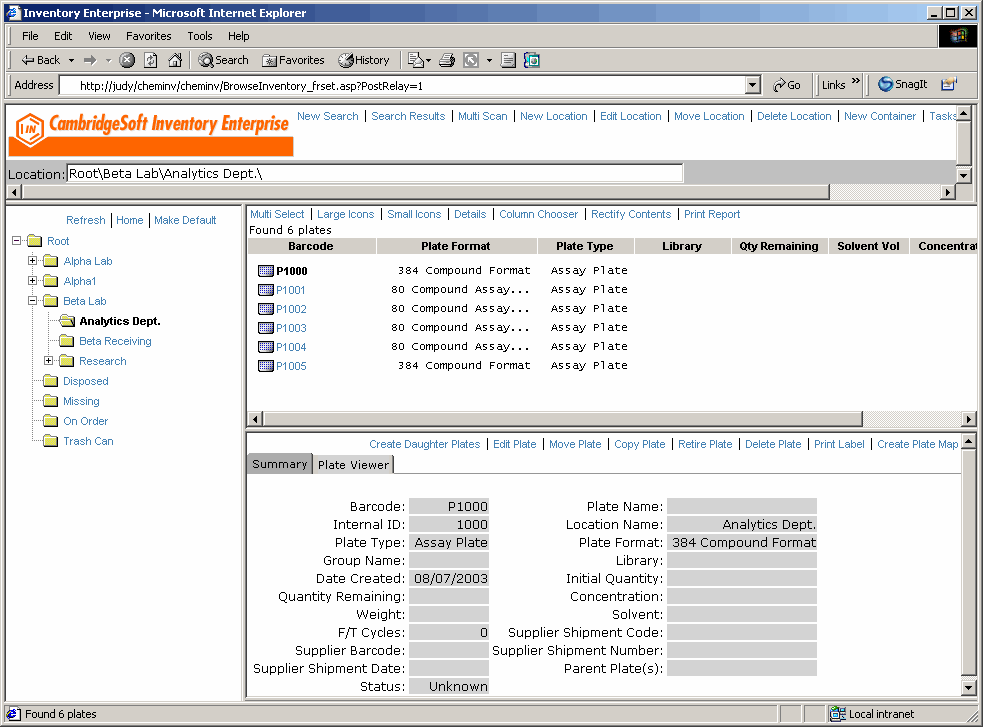 Inventory Enterprise - Microsoft Internet Explorer
File Edit View Favorites Tools Help
Back Search Favorites History
Address http://judy/cheminv/cheminv/BrowseInventory_frset.asp?PostRelay=1 Go Links » SnagIt
IN CambridgeSoft Inventory Enterprise
New Search | Search Results | Multi Scan | New Location | Edit Location | Move Location | Delete Location | New Container | Tasks
Location: Root\Beta Lab\Analytics Dept.\
Refresh | Home | Make Default
Root
Alpha Lab
Alpha1
Beta Lab
Analytics Dept.
Beta Receiving
Research
Disposed
Missing
On Order
Trash Can
Multi Select | Large Icons | Small Icons | Details | Column Chooser | Rectify Contents | Print Report
Found 6 plates
Barcode Plate Format Plate Type Library Qty Remaining Solvent Vol Concentrat
P1000 384 Compound Format Assay Plate
P1001 80 Compound Assay... Assay Plate
P1002 80 Compound Assay... Assay Plate
P1003 80 Compound Assay... Assay Plate
P1004 80 Compound Assay... Assay Plate
P1005 384 Compound Format Assay Plate
Create Daughter Plates | Edit Plate | Move Plate | Copy Plate | Retire Plate | Delete Plate | Print Label | Create Plate Map
Summary Plate Viewer
Barcode: P1000 Plate Name:
Internal ID: 1000 Location Name: Analytics Dept.
Plate Type: Assay Plate Plate Format: 384 Compound Format
Group Name: Library:
Date Created: 08/07/2003 Initial Quantity:
Quantity Remaining: Concentration:
Weight: Solvent:
F/T Cycles: 0 Supplier Shipment Code:
Supplier Barcode: Supplier Shipment Number:
Supplier Shipment Date: Parent Plate(s):
Status: Unknown
Found 6 plates Local intranet